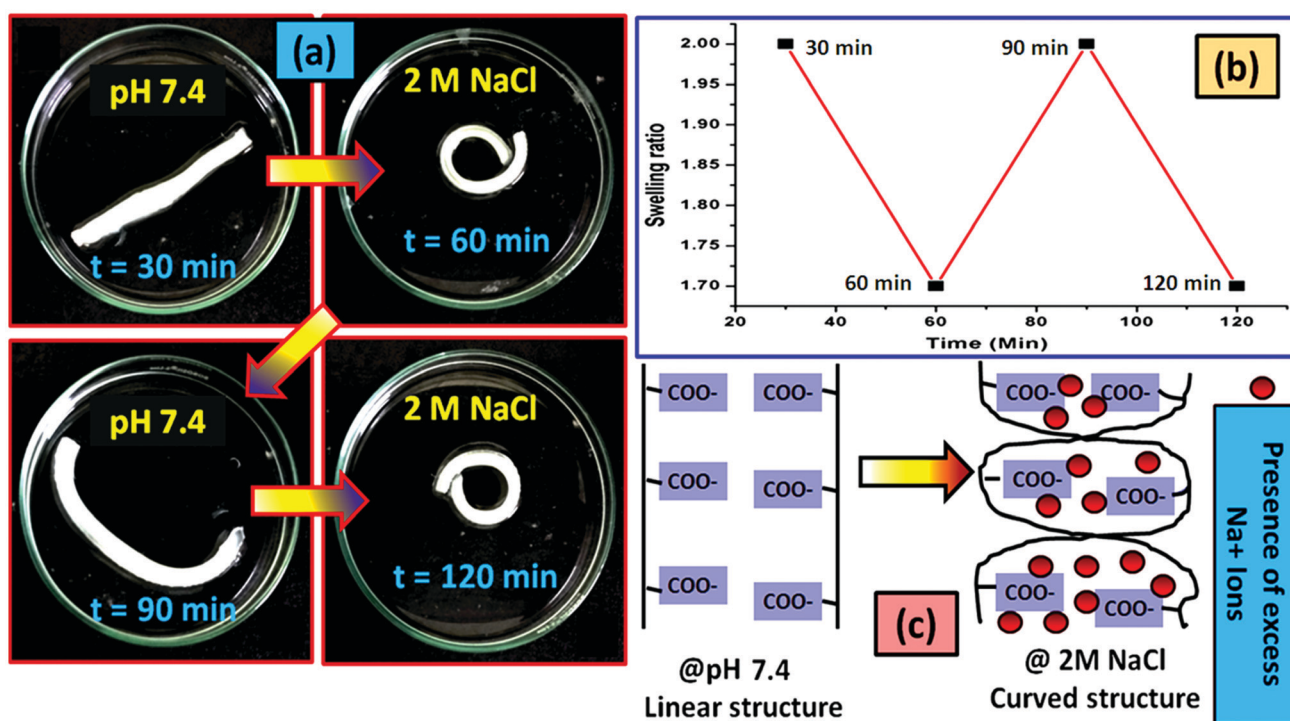 (a)
pH 7.4
t = 30 min
2 M NaCl
t = 60 min
pH 7.4
t = 90 min
2 M NaCl
t = 120 min
(b)
Swelling ratio
2.00
1.95
1.90
1.85
1.80
1.75
1.70
30 min
90 min
60 min
120 min
20
40
60
80
100
120
Time (Min)
COO-
COO-
COO-
COO-
COO-
COO-
@pH 7.4
Linear structure
(c)
COO-
COO-
COO-
COO-
COO-
COO-
@ 2M NaCl
Curved structure
Presence of excess
Na+ Ions